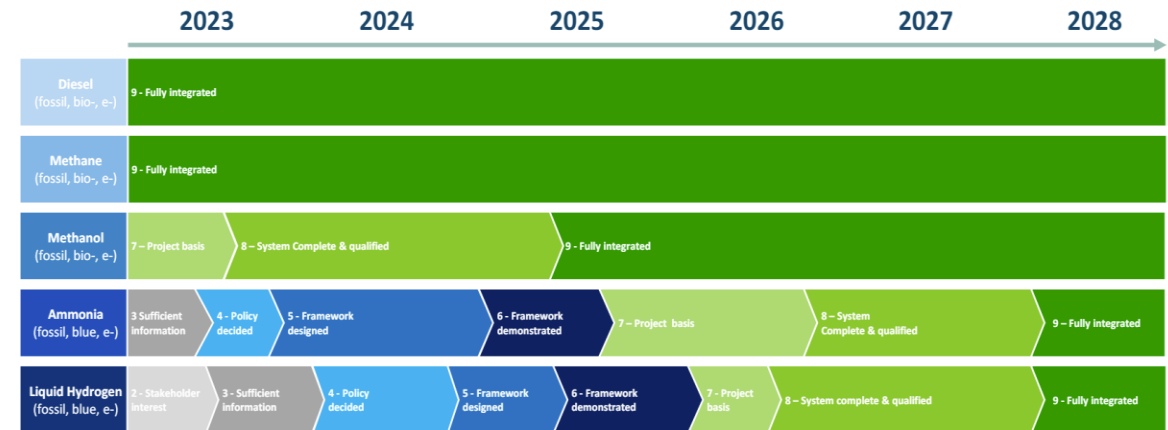 2023 2024 2025 2026 2027 2028
Diesel
(fossil, bio-, e-)
9 - Fully integrated
Methane
(fossil, bio-, e-)
9 - Fully integrated
Methanol
(fossil, bio-, e-)
7 – Project basis
8 – System Complete & qualified
9 - Fully integrated
Ammonia
(fossil, blue, e-)
3 Sufficient
information
4 - Policy
decided
5 - Framework
designed
6 - Framework
demonstrated
7 – Project basis
8 – System
Complete & qualified
9 – Fully integrated
Liquid Hydrogen
(fossil, blue, e-)
2 - Stakeholder
interest
3 - Sufficient
information
4 - Policy
decided
5 - Framework
designed
6 - Framework
demonstrated
7 - Project
basis
8 – System complete & qualified
9 - Fully integrated